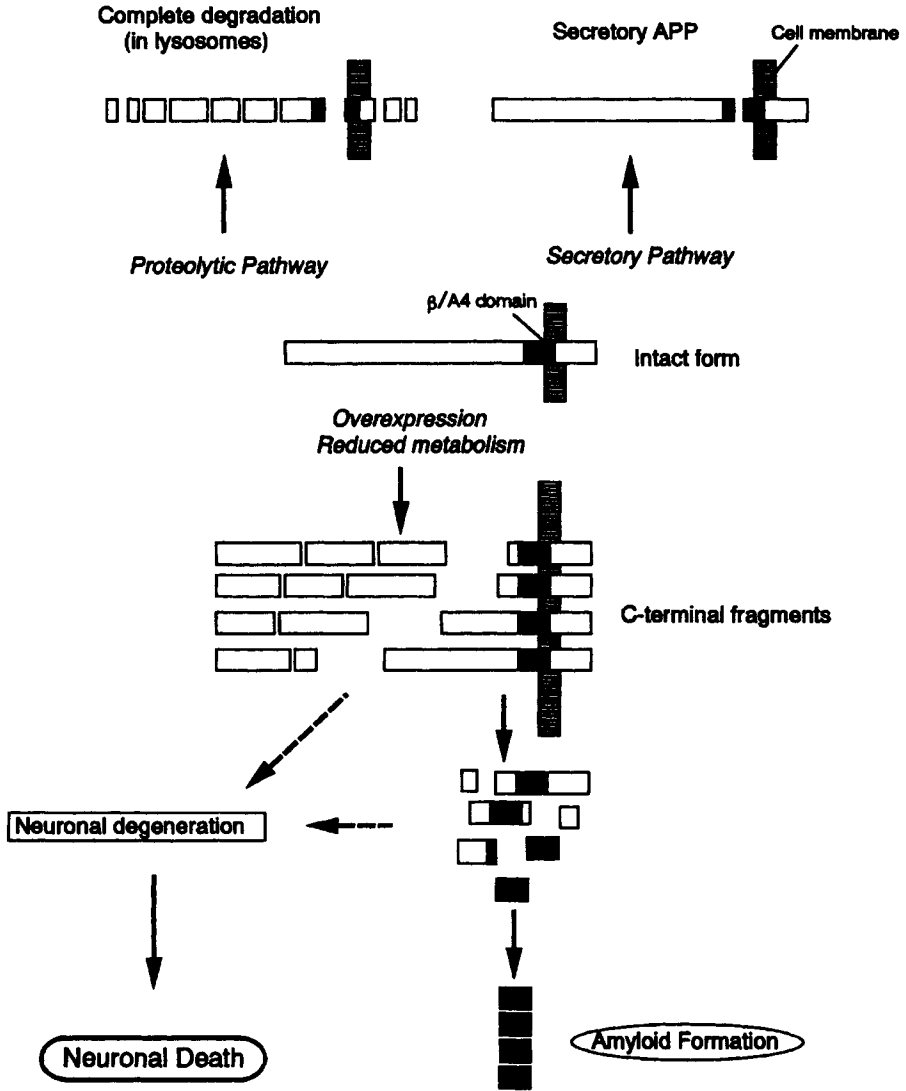 Complete degradation
(in lysosomes)
Secretory APP
Cell membrane
Proteolytic Pathway
Secretory Pathway
β/A4 domain
Intact form
Overexpression
Reduced metabolism
C-terminal fragments
Neuronal degeneration
Neuronal Death
Amyloid Formation